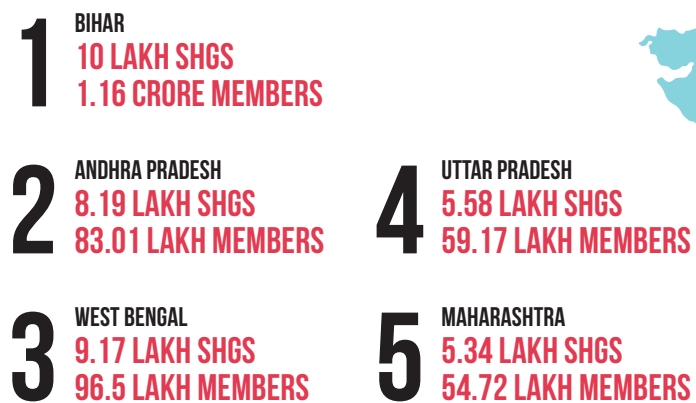 1
BIHAR
10 LAKH SHGS
1.16 CRORE MEMBERS
2
ANDHRA PRADESH
8.19 LAKH SHGS
83.01 LAKH MEMBERS
3
WEST BENGAL
9.17 LAKH SHGS
96.5 LAKH MEMBERS
4
UTTAR PRADESH
5.58 LAKH SHGS
59.17 LAKH MEMBERS
5
MAHARASHTRA
5.34 LAKH SHGS
54.72 LAKH MEMBERS